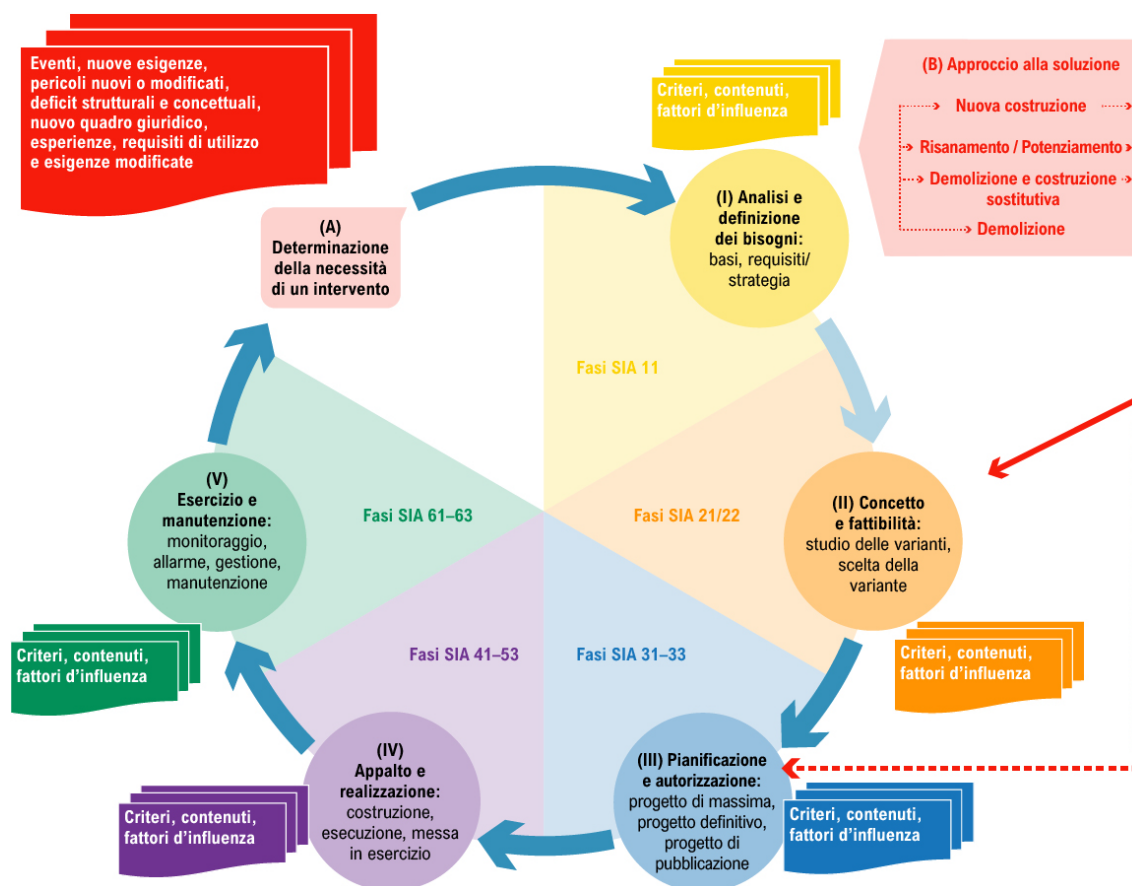 Eventi, nuove esigenze,
pericoli nuovi o modificati,
deficit strutturali e concettuali,
nuovo quadro giuridico,
esperienze, requisiti di utilizzo
e esigenze modificate
Criteri, contenuti,
fattori d'influenza
(B) Approccio alla soluzione
Nuova costruzione
Risanamento / Potenziamento
Demolizione e costruzione
sostitutiva
Demolizione
(A)
Determinazione
della necessità
di un intervento
(I) Analisi e
definizione
dei bisogni:
basi, requisiti/
strategia
Fasi SIA 11
(V)
Esercizio e
manutenzione:
monitoraggio,
allarme, gestione,
manutenzione
Fasi SIA 61–63
Fasi SIA 21/22
(II) Concetto
e fattibilità:
studio delle varianti,
scelta della
variante
Criteri, contenuti,
fattori d'influenza
Fasi SIA 41–53
Fasi SIA 31–33
Criteri, contenuti,
fattori d'influenza
(IV)
Appalto e
realizzazione:
costruzione,
esecuzione, messa
in esercizio
(III) Pianificazione
e autorizzazione:
progetto di massima,
progetto definitivo,
progetto di
pubblicazione
Criteri, contenuti,
fattori d'influenza
Criteri, contenuti,
fattori d'influenza